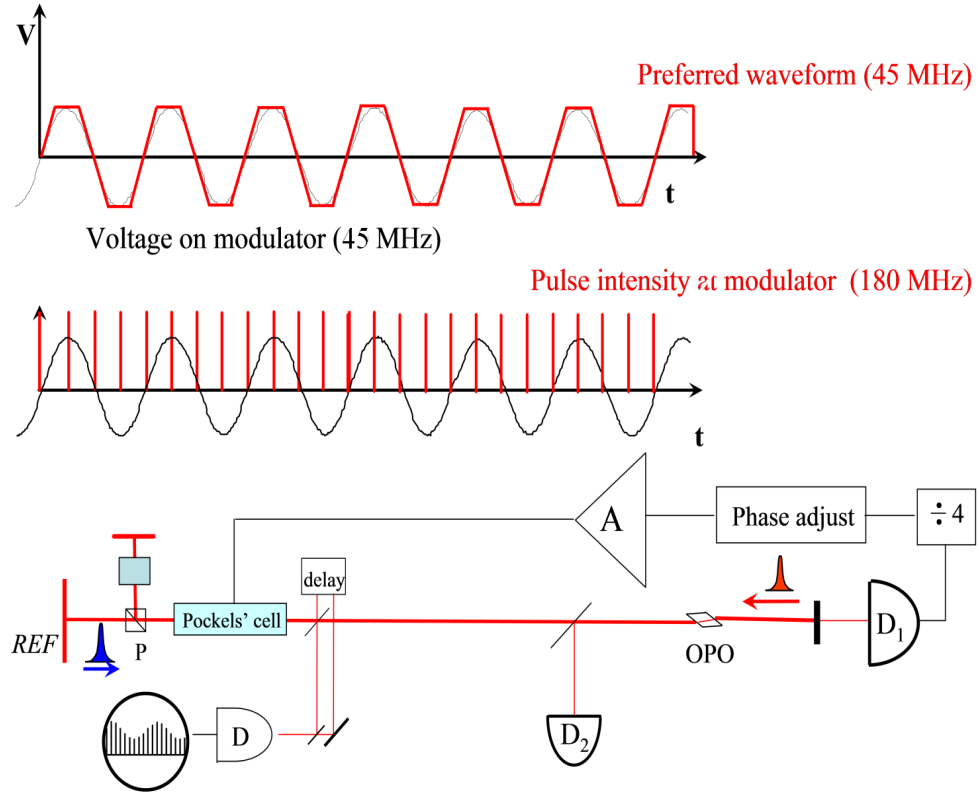 V
Preferred waveform (45 MHz)
t
Voltage on modulator (45 MHz)
Pulse intensity at modulator (180 MHz)
t
A
Phase adjust
÷ 4
delay
REF
P
Pockels' cell
OPO
D1
D
D2